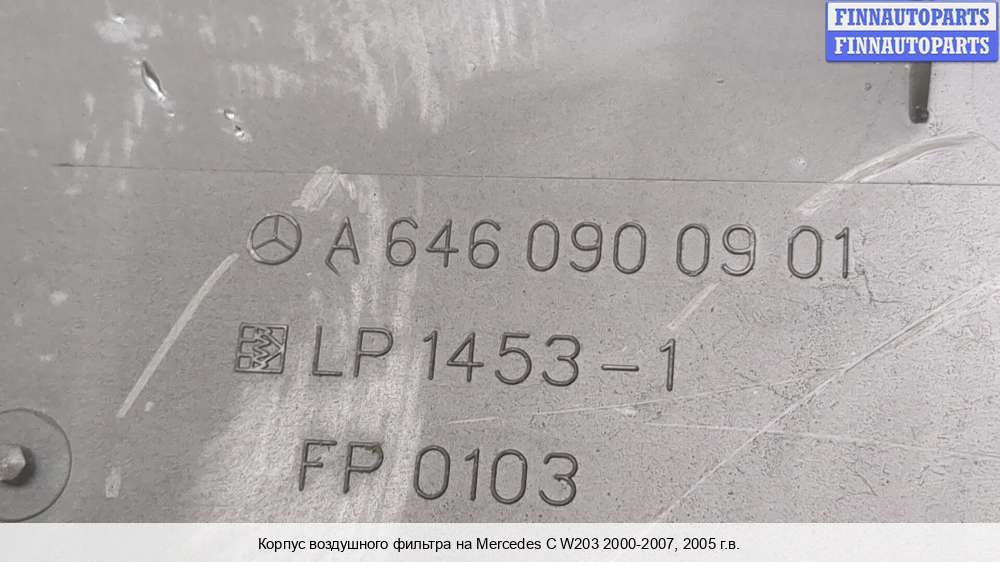 FINNAUTOPARTS
FINNAUTOPARTS
A 646 090 09 01
LP 1453-1
FP 0103
Корпус воздушного фильтра на Mercedes C W203 2000-2007, 2005 г.в.